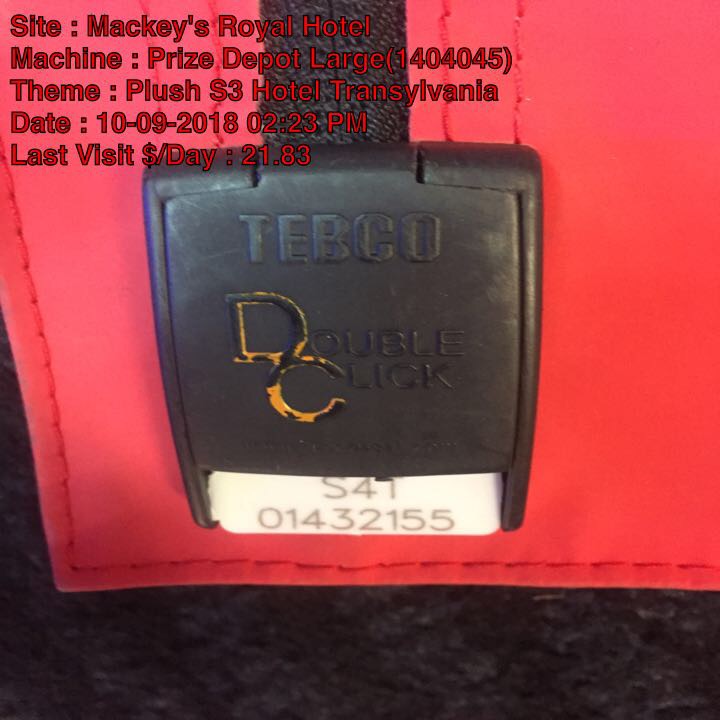 Site : Mackey's Royal Hotel
Machine : Prize Depot Large(1404045)
Theme : Plush S3 Hotel Transylvania
Date : 10-09-2018 02:23 PM
Last Visit $/Day : 21.83
TEBCO
DOUBLE
CLICK
S41
01432155